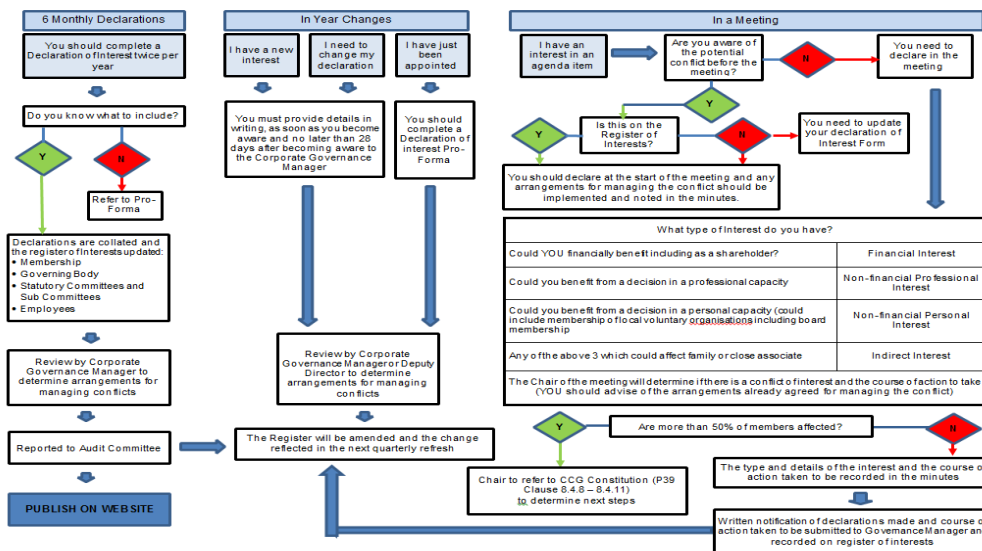 6 Monthly Declarations
You should complete a
Declaration of Interest twice per
year
Do you know what to include?
Y
N
Refer to Pro-
Forma
Declarations are collated and
the register of Interests updated:
• Membership
• Governing Body
• Statutory Committees and
Sub Committees
• Employees
Review by Corporate
Governance Manager to
determine arrangements for
managing conflicts
Reported to Audit Committee
PUBLISH ON WEBSITE
In Year Changes
I have a new
interest
I need to
change my
declaration
I have just
been
appointed
You must provide details in
writing, as soon as you become
aware and no later than 28
days after becoming aware to
the Corporate Governance
Manager
You should
complete a
Declaration of
interest Pro-
Forma
Review by Corporate
Governance Manager or Deputy
Director to determine
arrangements for managing
conflicts
The Register will be amended and the change
reflected in the next quarterly refresh
In a Meeting
I have an
interest in an
agenda item
Are you aware of
the potential
conflict before the
meeting?
N
You need to
declare in the
meeting
Y
Y
Is this on the
Register of
Interests?
N
You need to update
your declaration of
Interest Form
You should declare at the start of the meeting and any
arrangements for managing the conflict should be
implemented and noted in the minutes.
What type of Interest do you have?
Could YOU financially benefit including as a shareholder?
Financial Interest
Could you benefit from a decision in a professional capacity
Non-financial Professional
Interest
Could you benefit from a decision in a personal capacity (could
include membership of local voluntary organisations including board
membership
Non-financial Personal
Interest
Any of the above 3 which could affect family or close associate
Indirect Interest
The Chair of the meeting will determine if there is a conflict of interest and the course of action to take
(YOU should advise of the arrangements already agreed for managing the conflict)
Y
Are more than 50% of members affected?
N
Chair to refer to CCG Constitution (P39
Clause 8.4.8 – 8.4.11)
to determine next steps
The type and details of the interest and the course of
action taken to be recorded in the minutes
Written notification of declarations made and course of
action taken to be submitted to Governance Manager and
recorded on register of interests